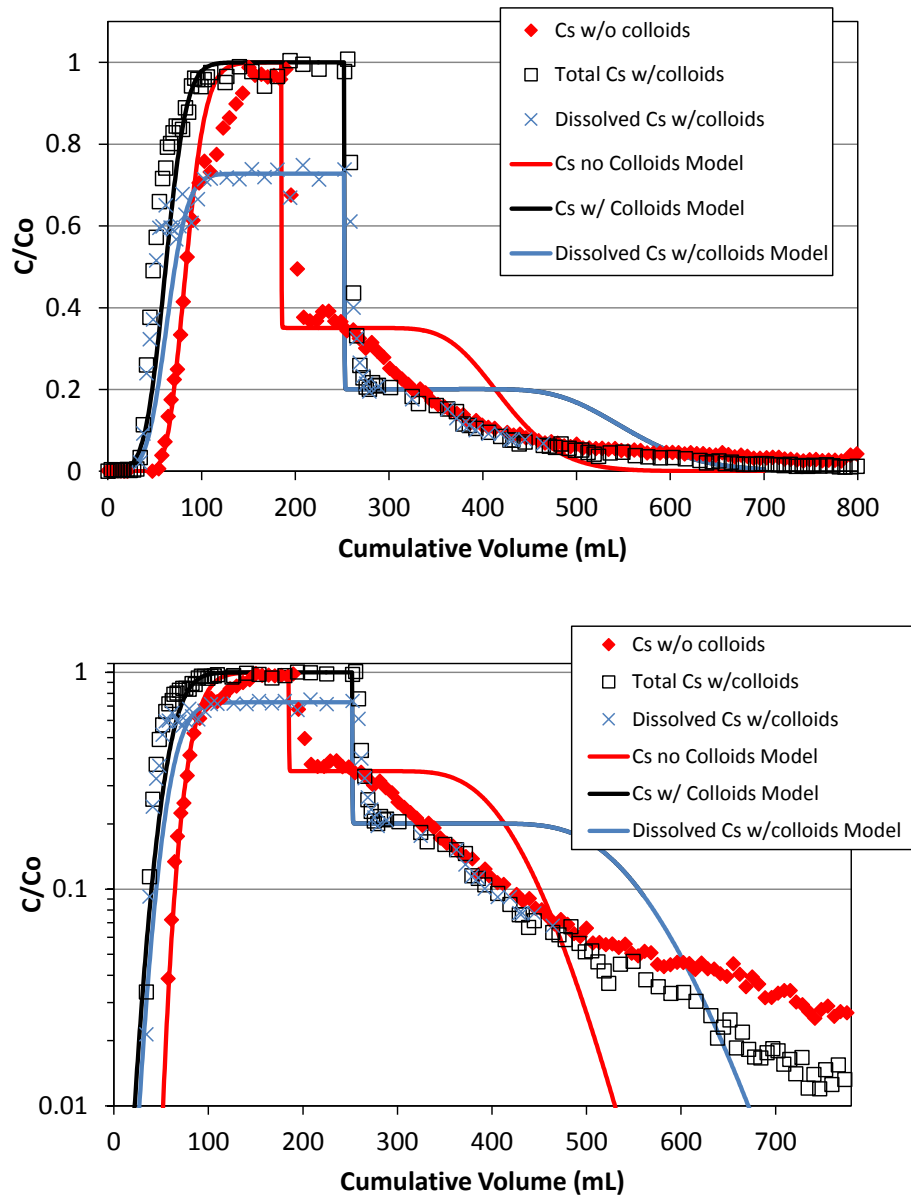 Cs w/o colloids
Total Cs w/colloids
Dissolved Cs w/colloids
Cs no Colloids Model
Cs w/ Colloids Model
Dissolved Cs w/colloids Model
1
0.8
0.6
0.4
0.2
0
C/Co
0 100 200 300 400 500 600 700 800
Cumulative Volume (mL)
Cs w/o colloids
Total Cs w/colloids
Dissolved Cs w/colloids
Cs no Colloids Model
Cs w/ Colloids Model
Dissolved Cs w/colloids Model
1
0.1
0.01
C/Co
0 100 200 300 400 500 600 700
Cumulative Volume (mL)